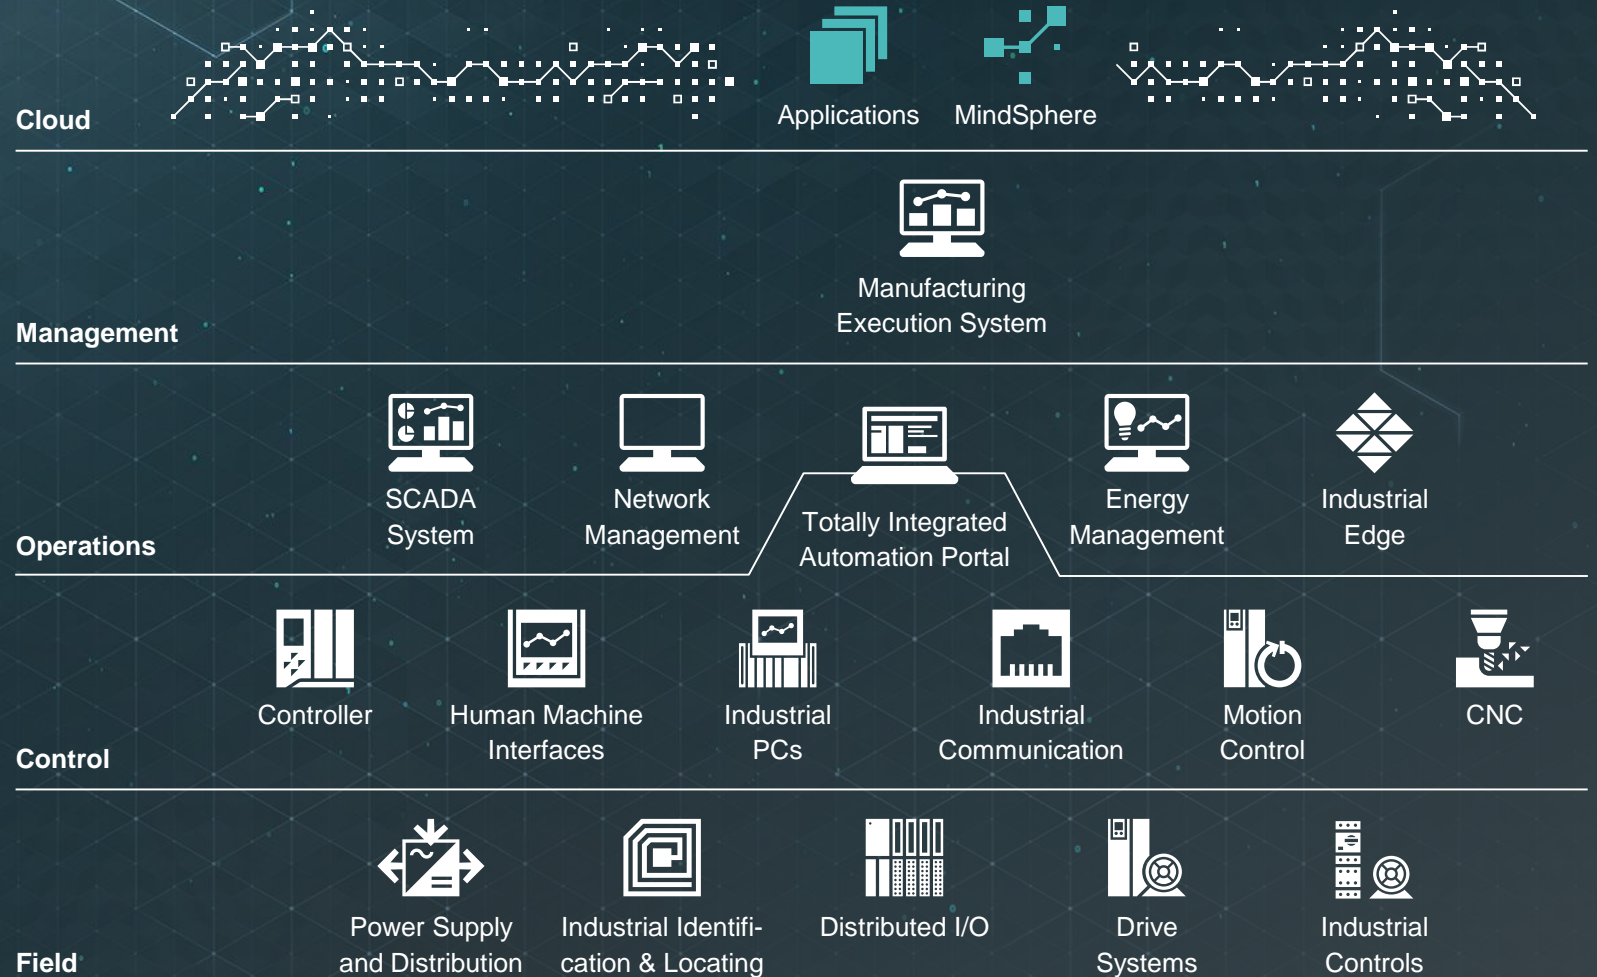 Cloud
Applications
MindSphere
Manufacturing
Execution System
Management
SCADA
System
Network
Management
Totally Integrated
Automation Portal
Energy
Management
Industrial
Edge
Operations
Controller
Human Machine
Interfaces
Industrial
PCs
Industrial
Communication
Motion
Control
CNC
Control
Power Supply
and Distribution
Industrial Identifi-
cation & Locating
Distributed I/O
Drive
Systems
Industrial
Controls
Field